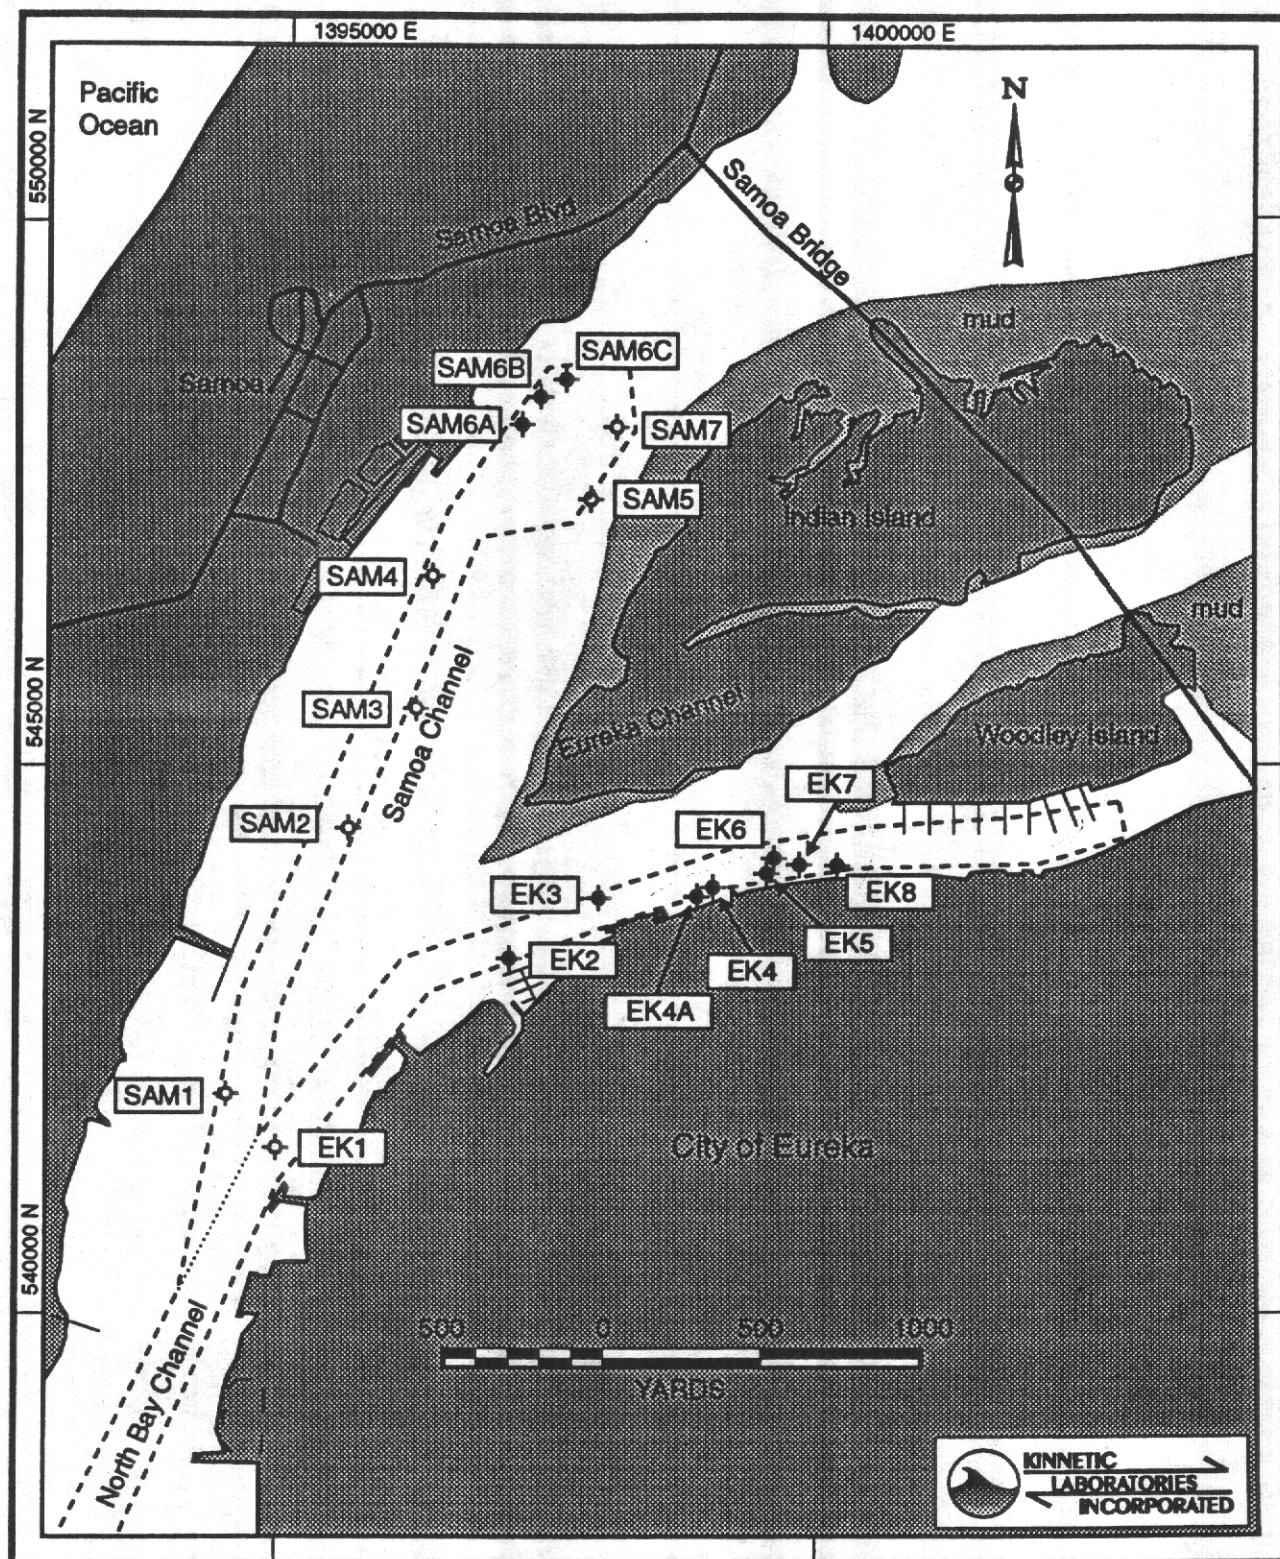 1395000 E
1400000 E
Pacific
Ocean
N
550000 N
Samoa Blvd
Samoa Bridge
mud
SAM6B
SAM6C
Samoa
SAM6A
SAM7
SAM5
Indian Island
SAM4
mud
Samoa Channel
545000 N
SAM3
Eureka Channel
Woodley Island
EK7
SAM2
EK6
EK3
EK8
EK5
EK2
EK4
EK4A
SAM1
EK1
City of Eureka
540000 N
North Bay Channel
500 0 500 1000
YARDS
KINNETIC
LABORATORIES
INCORPORATED